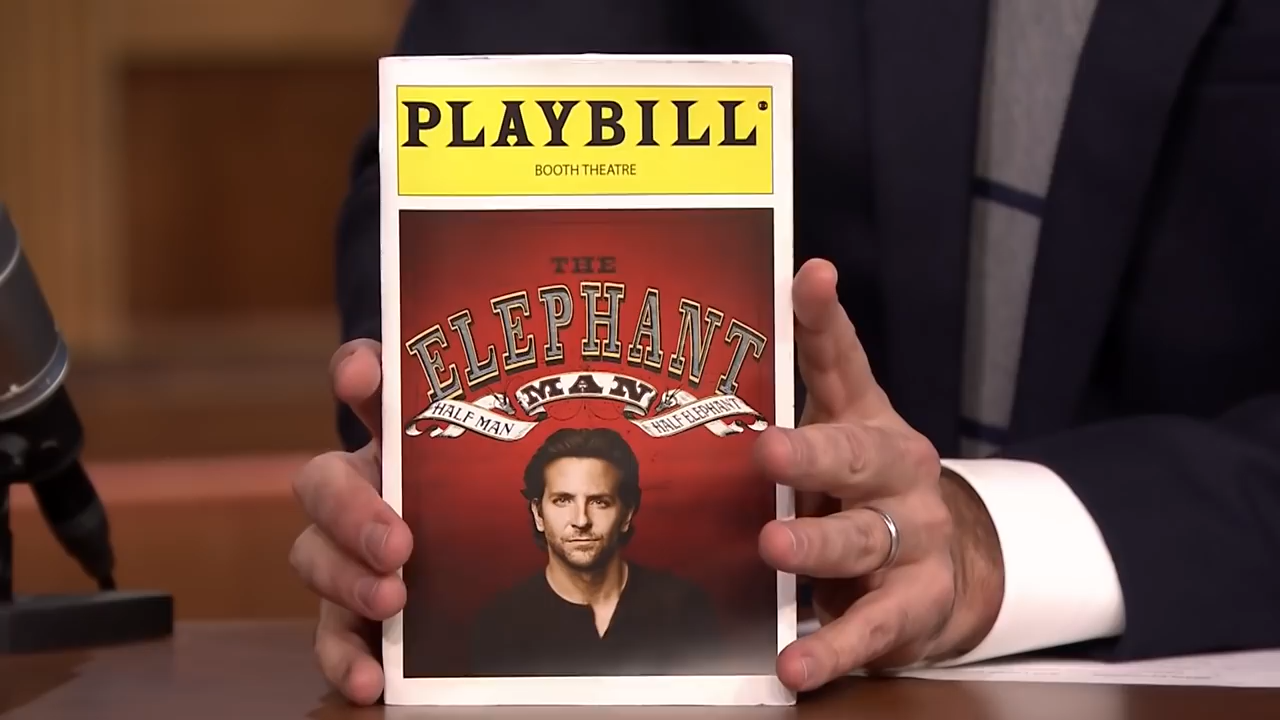 PLAYBILL
BOOTH THEATRE
THE
ELEPHANT
MAN
HALF MAN
HALF ELEPHANT